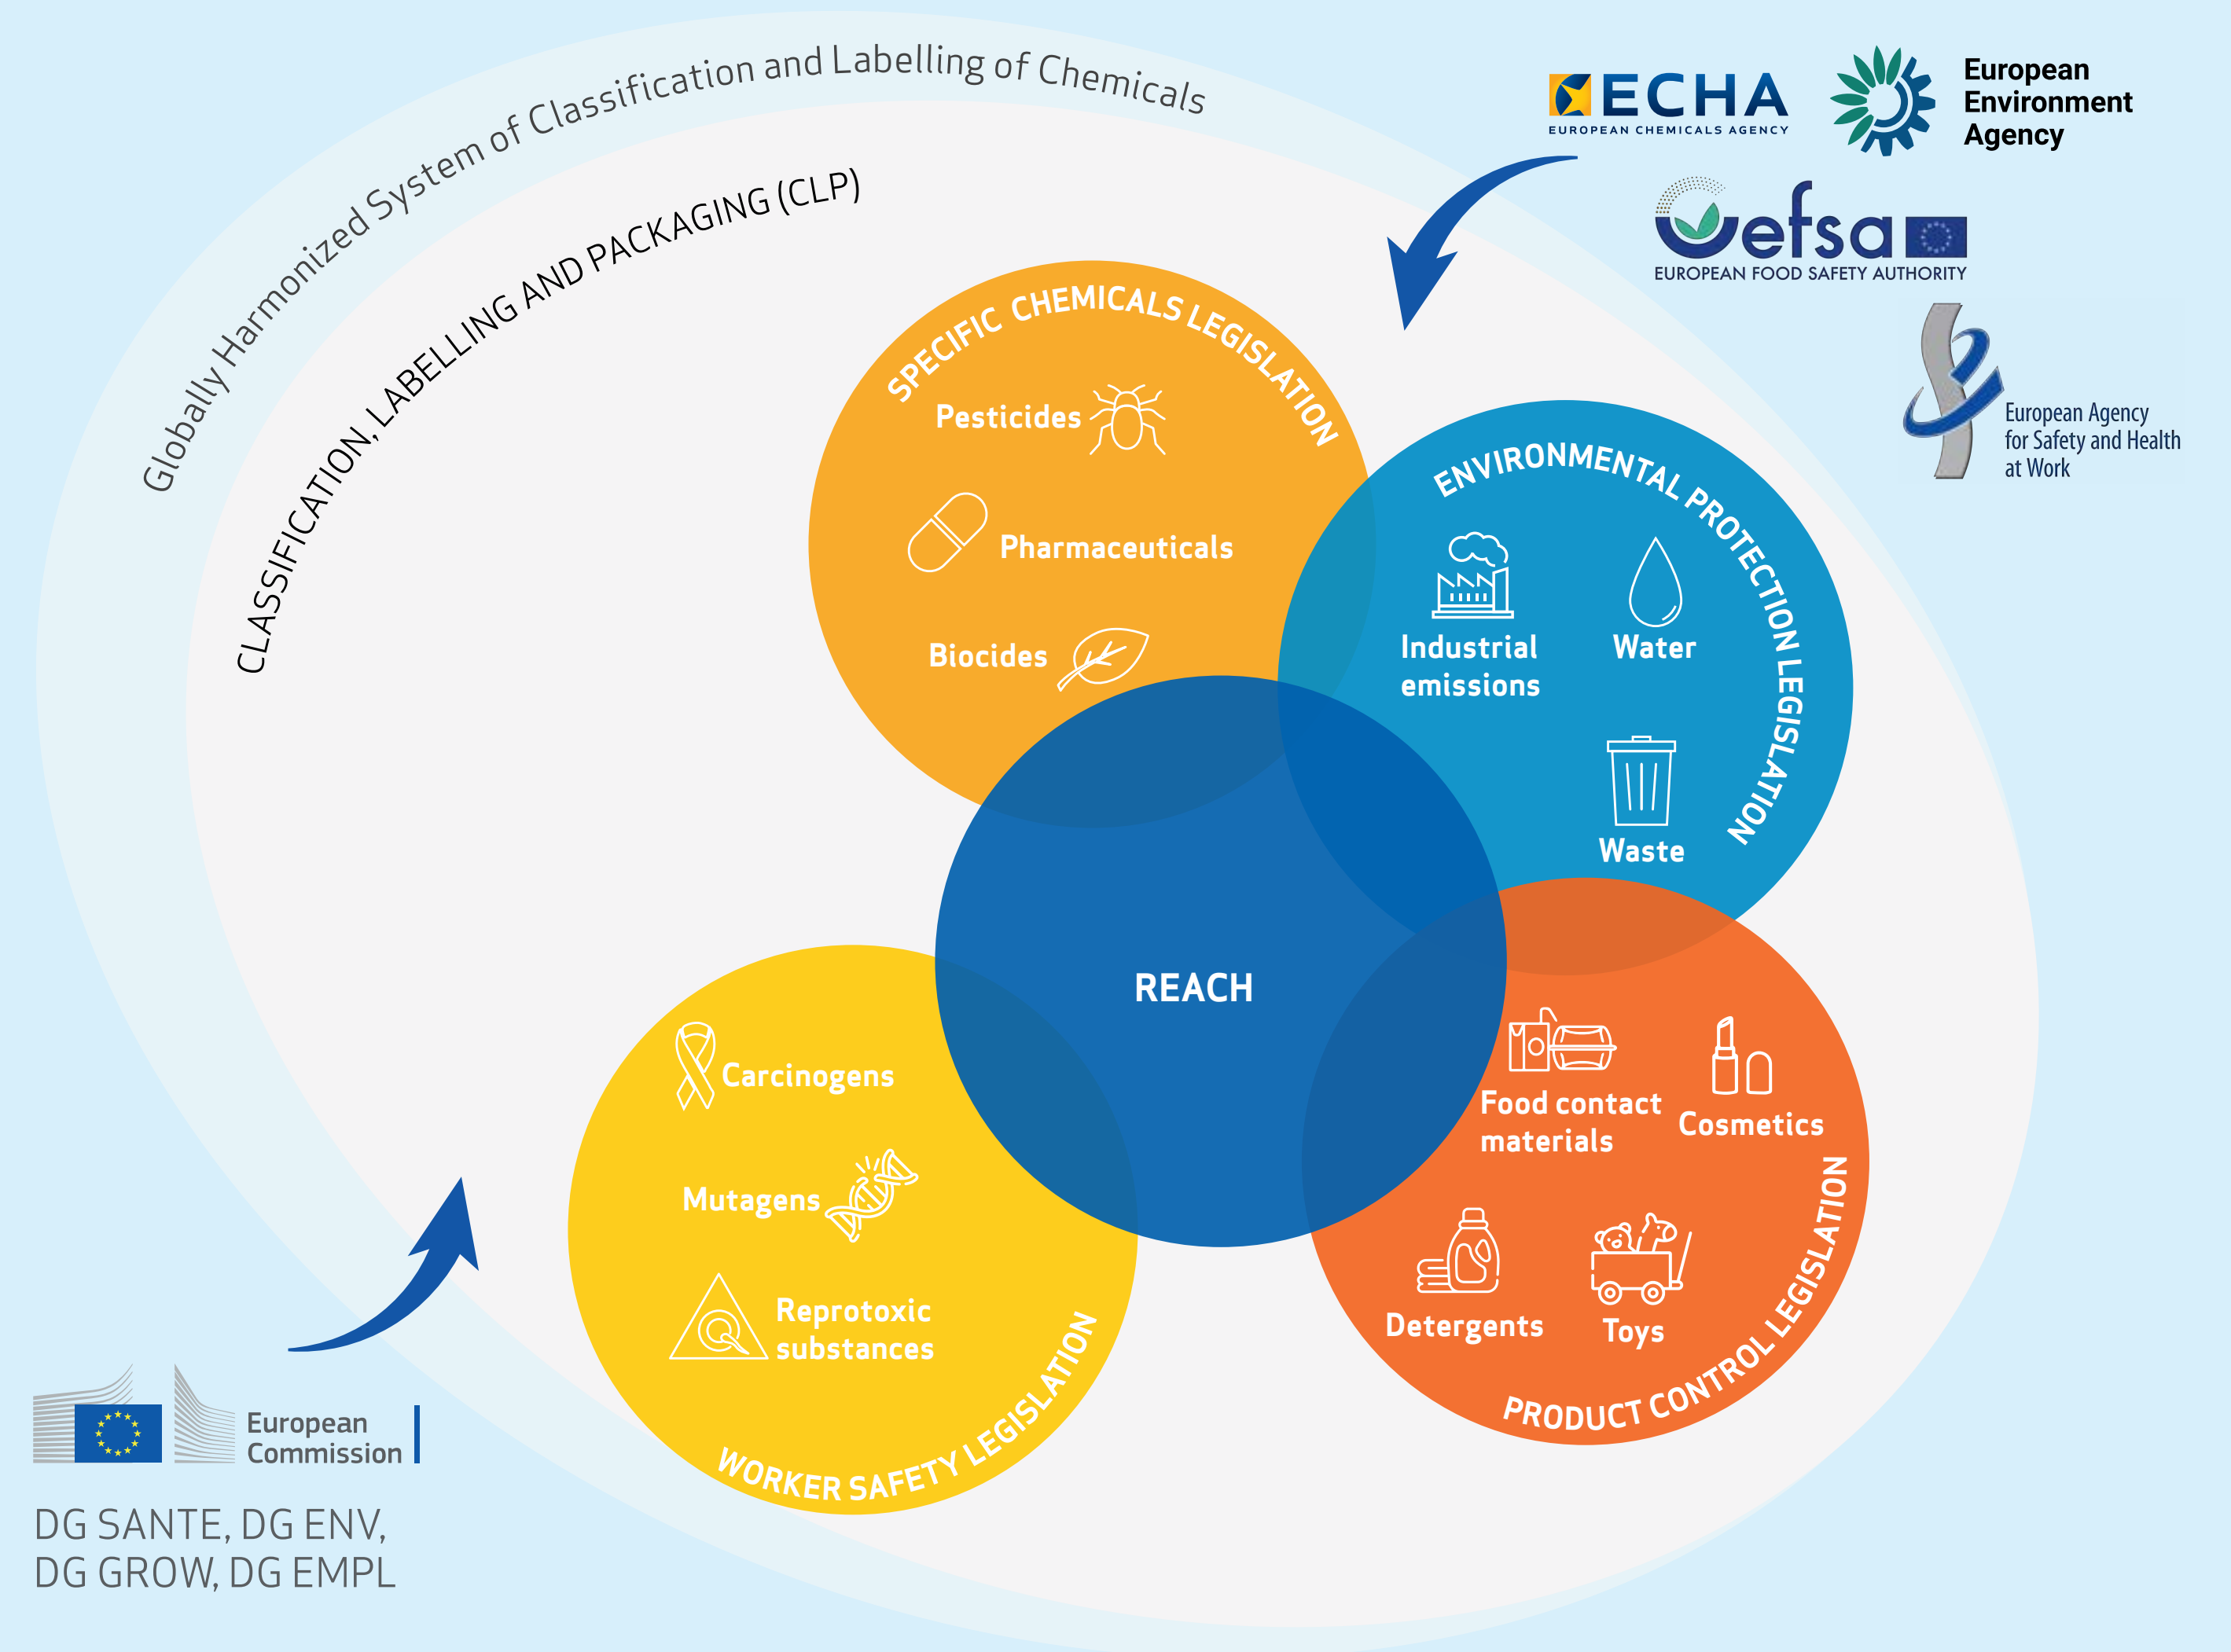 Globally Harmonized System of Classification and Labelling of Chemicals
CLASSIFICATION, LABELLING AND PACKAGING (CLP)
ECHA
EUROPEAN CHEMICALS AGENCY
European
Environment
Agency
efsa
EUROPEAN FOOD SAFETY AUTHORITY
European Agency
for Safety and Health
at Work
SPECIFIC CHEMICALS LEGISLATION
Pesticides
Pharmaceuticals
Biocides
ENVIRONMENTAL PROTECTION LEGISLATION
Industrial
emissions
Water
Waste
REACH
Carcinogens
Mutagens
Reprotoxic
substances
WORKER SAFETY LEGISLATION
Food contact
materials
Cosmetics
Detergents
Toys
PRODUCT CONTROL LEGISLATION
European
Commission
DG SANTE, DG ENV,
DG GROW, DG EMPL